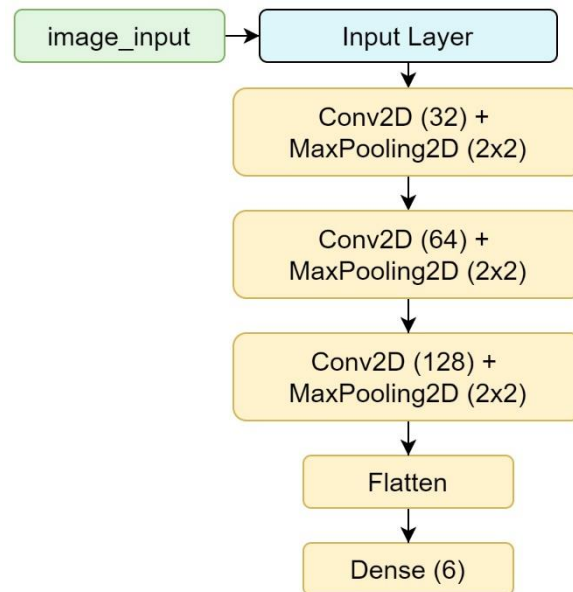 image_input
Input Layer
Conv2D (32) +
MaxPooling2D (2x2)
Conv2D (64) +
MaxPooling2D (2x2)
Conv2D (128) +
MaxPooling2D (2x2)
Flatten
Dense (6)